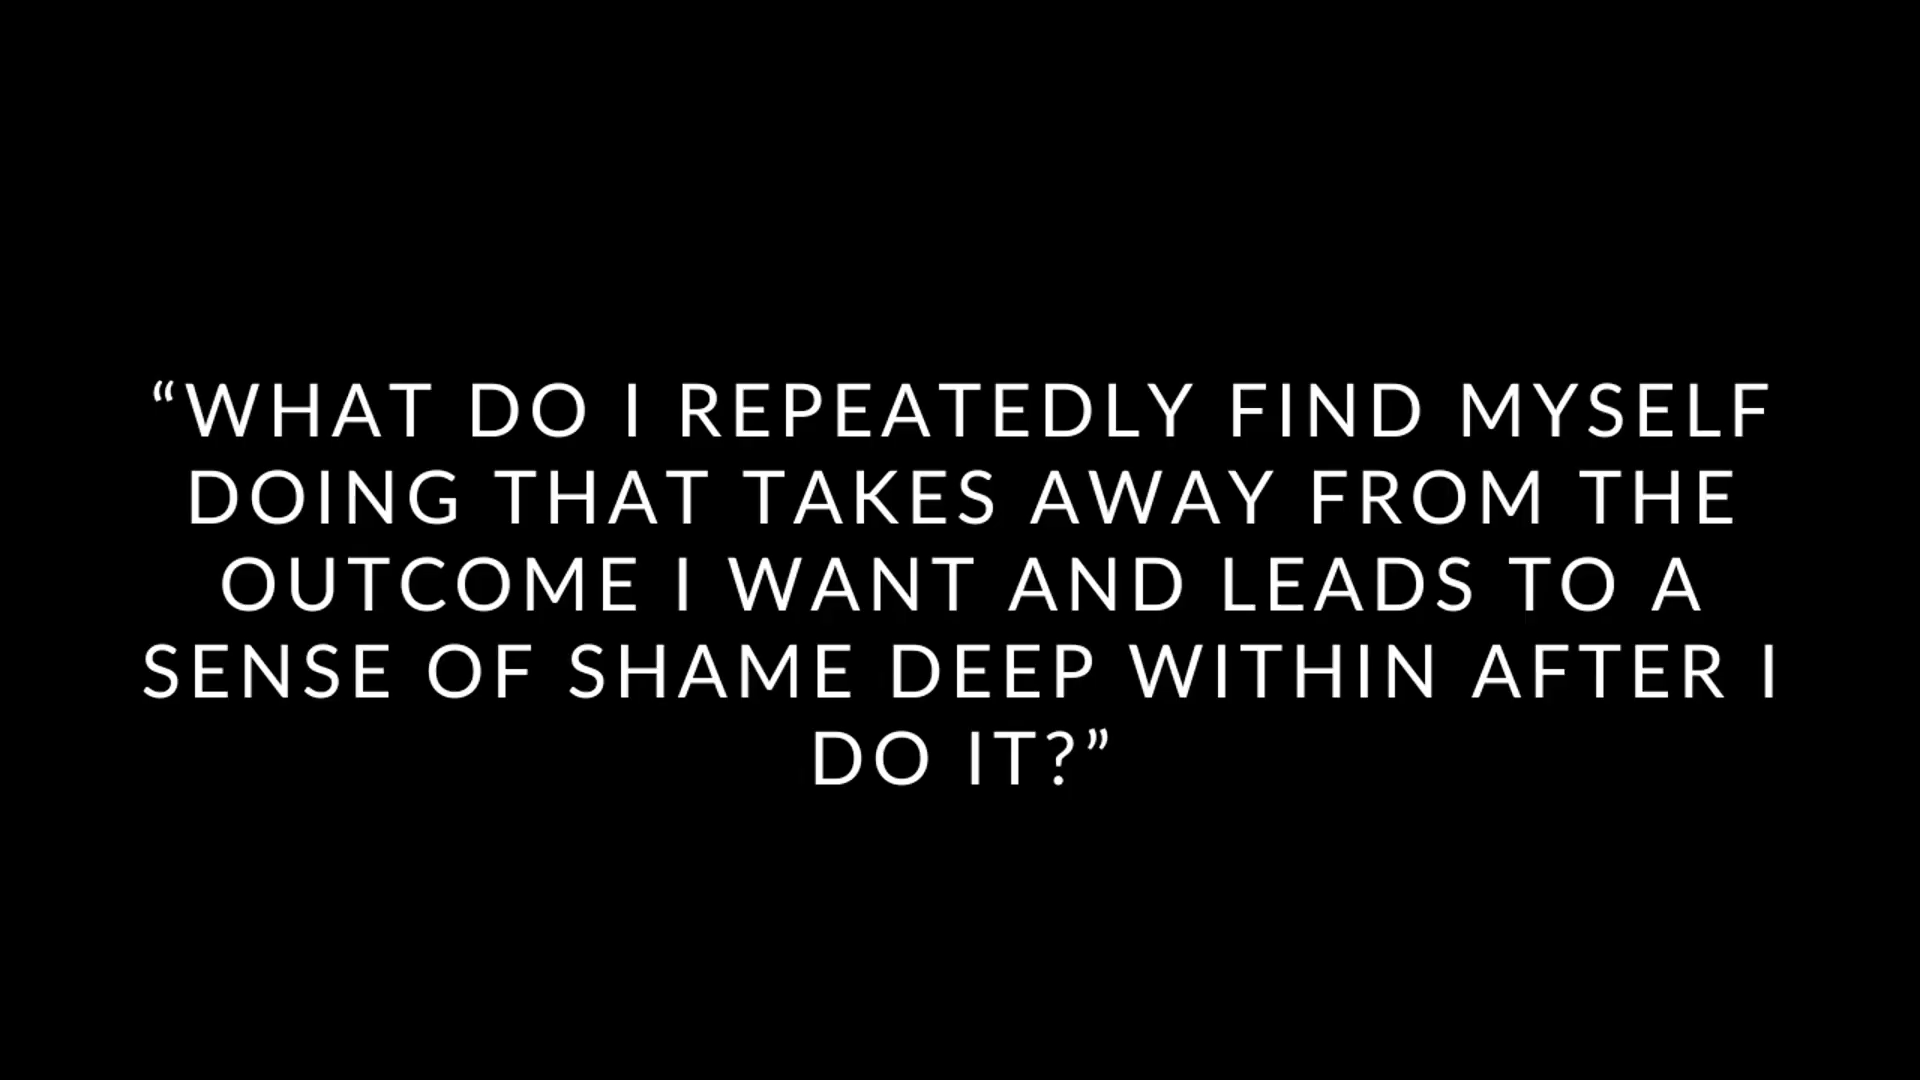 “WHAT DO I REPEATEDLY FIND MYSELF
DOING THAT TAKES AWAY FROM THE
OUTCOME I WANT AND LEADS TO A
SENSE OF SHAME DEEP WITHIN AFTER I
DO IT?”